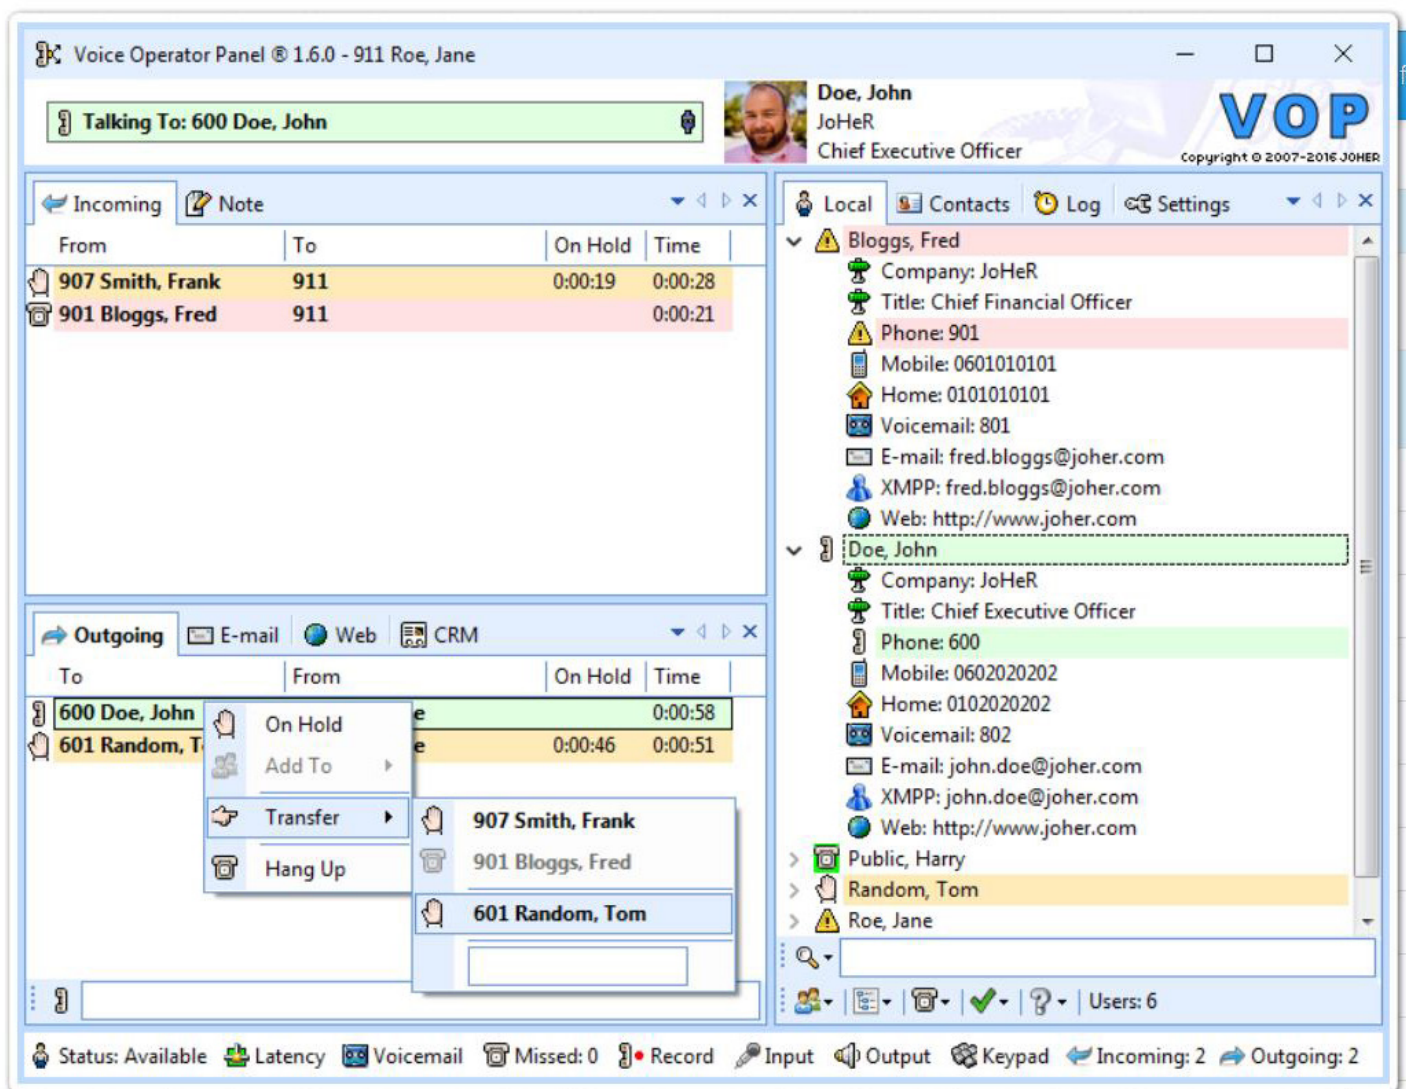 Voice Operator Panel ® 1.6.0 - 911 Roe, Jane
Talking To: 600 Doe, John
Doe, John
JoHeR
Chief Executive Officer
VOP
Copyright © 2007-2016 JOHER
Incoming Note
From To On Hold Time
907 Smith, Frank 911 0:00:19 0:00:28
901 Bloggs, Fred 911 0:00:21
Outgoing E-mail Web CRM
To From On Hold Time
600 Doe, John e 0:00:58
601 Random, T e 0:00:46 0:00:51
On Hold
Add To
Transfer
Hang Up
907 Smith, Frank
901 Bloggs, Fred
601 Random, Tom
Local Contacts Log Settings
Bloggs, Fred
Company: JoHeR
Title: Chief Financial Officer
Phone: 901
Mobile: 0601010101
Home: 0101010101
Voicemail: 801
E-mail: fred.bloggs@joher.com
XMPP: fred.bloggs@joher.com
Web: http://www.joher.com
Doe, John
Company: JoHeR
Title: Chief Executive Officer
Phone: 600
Mobile: 0602020202
Home: 0102020202
Voicemail: 802
E-mail: john.doe@joher.com
XMPP: john.doe@joher.com
Web: http://www.joher.com
Public, Harry
Random, Tom
Roe, Jane
Users: 6
Status: Available Latency Voicemail Missed: 0 Record Input Output Keypad Incoming: 2 Outgoing: 2